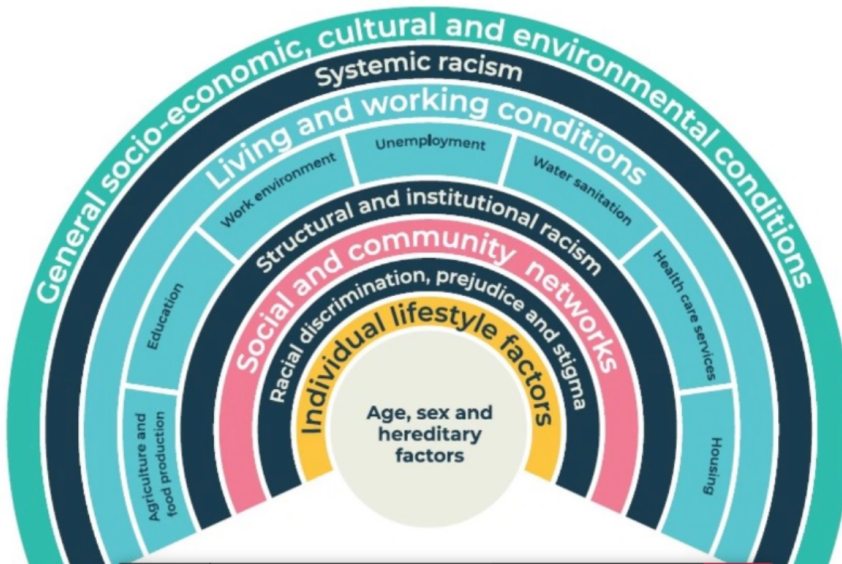 General socio-economic, cultural and environmental conditions
Systemic racism
Living and working conditions
Agriculture and
food production
Education
Work environment
Unemployment
Water sanitation
Health care services
Housing
Structural and institutional racism
Social and community networks
Racial discrimination, prejudice and stigma
Individual lifestyle factors
Age, sex and
hereditary
factors